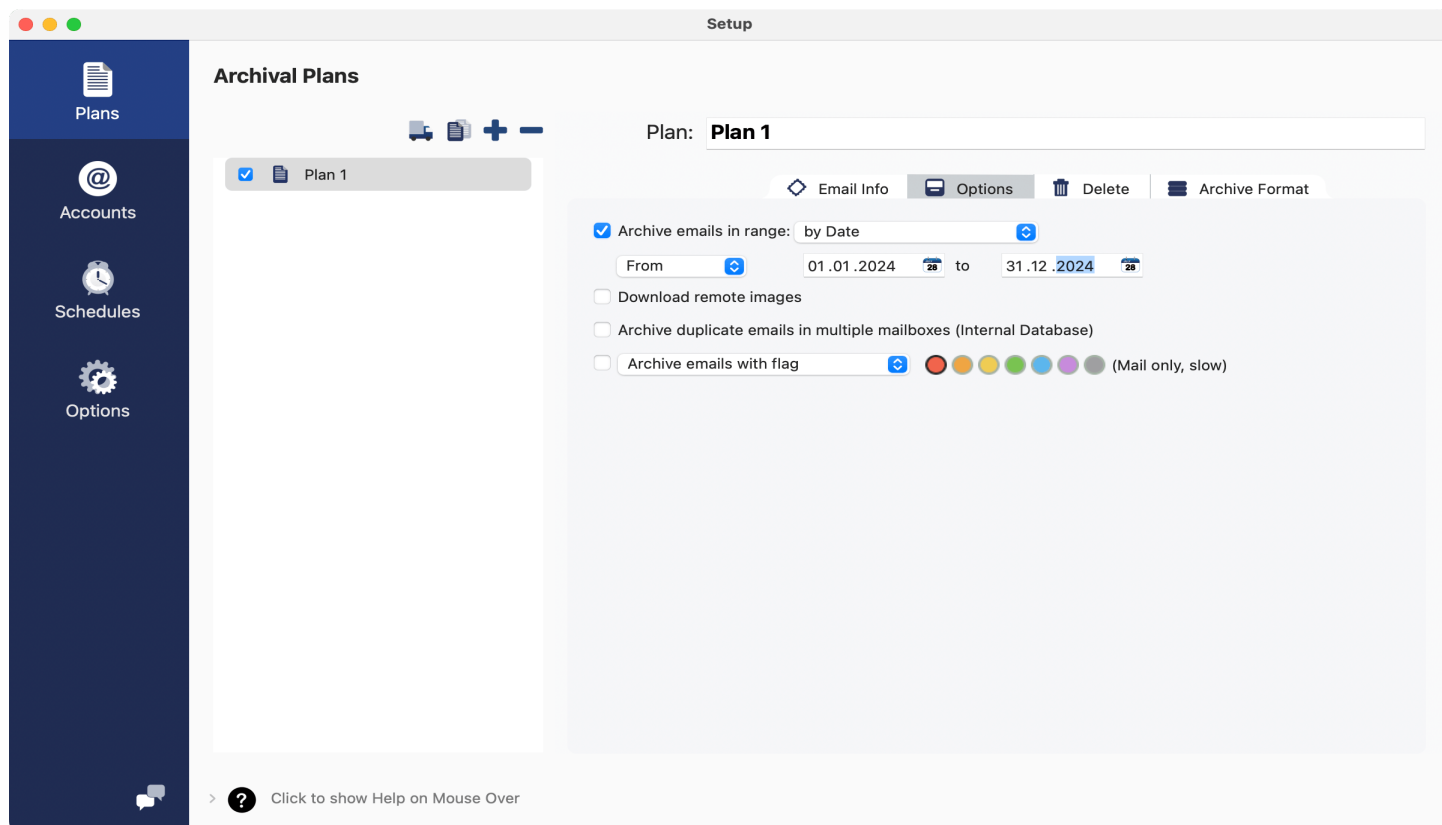 Setup
Plans
Accounts
Schedules
Options
Archival Plans
Plan 1
Plan: Plan 1
Email Info Options Delete Archive Format
Archive emails in range: by Date
From 01.01.2024 28 to 31.12.2024 28
Download remote images
Archive duplicate emails in multiple mailboxes (Internal Database)
Archive emails with flag (Mail only, slow)
? Click to show Help on Mouse Over